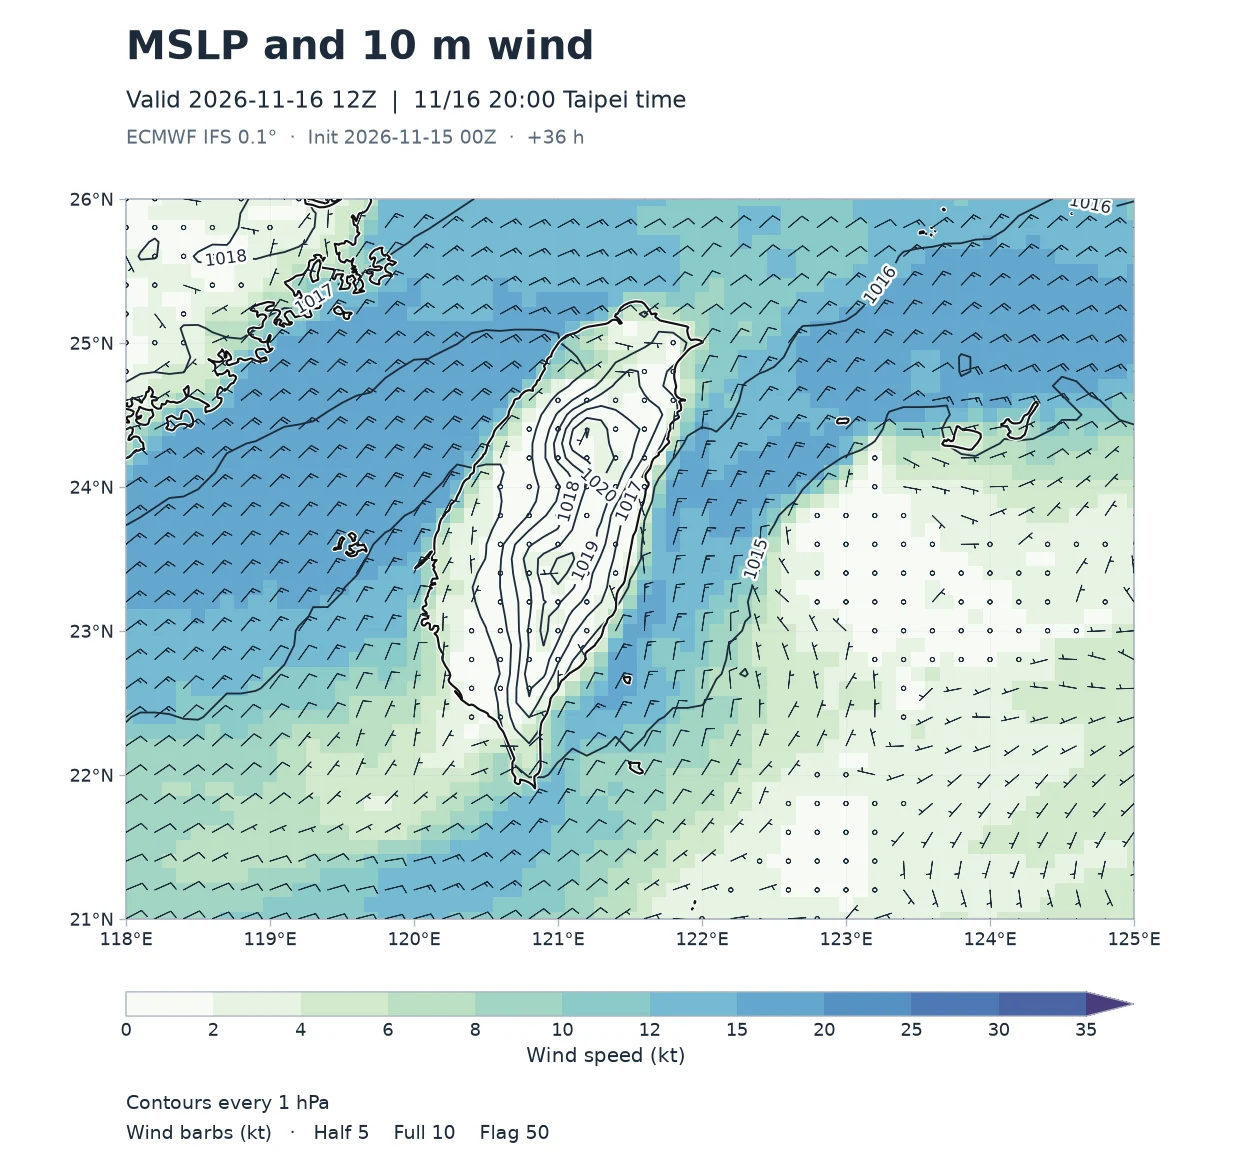 MSLP and 10 m wind
Valid 2026-11-16 12Z | 11/16 20:00 Taipei time
ECMWF IFS 0.1° · Init 2026-11-15 00Z · +36 h
26°N
25°N
24°N
23°N
22°N
21°N
1016
1018
1017
1016
1020
1018
1017
1019
1015
118°E 119°E 120°E 121°E 122°E 123°E 124°E 125°E
0 2 4 6 8 10 12 15 20 25 30 35
Wind speed (kt)
Contours every 1 hPa
Wind barbs (kt) · Half 5 Full 10 Flag 50